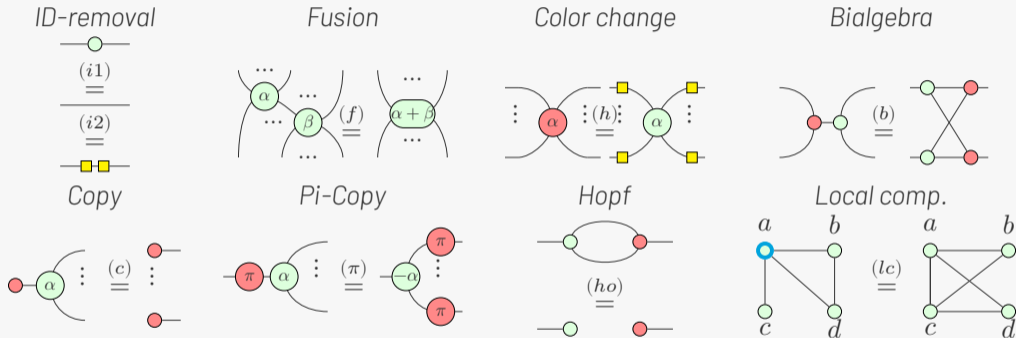 ID-removal
Fusion
Color change
Bialgebra
(i1)
=
(i2)
=
...
α
...
...
β
...
(f)
=
...
α + β
...
⋮
α
⋮
(h)
=
⋮
α
⋮
(b)
=
Copy
Pi-Copy
Hopf
Local comp.
α
⋮
(c)
=
⋮
π
α
⋮
(π)
=
-α
π
⋮
π
(ho)
=
a
b
c
d
(lc)
=
a
b
c
d